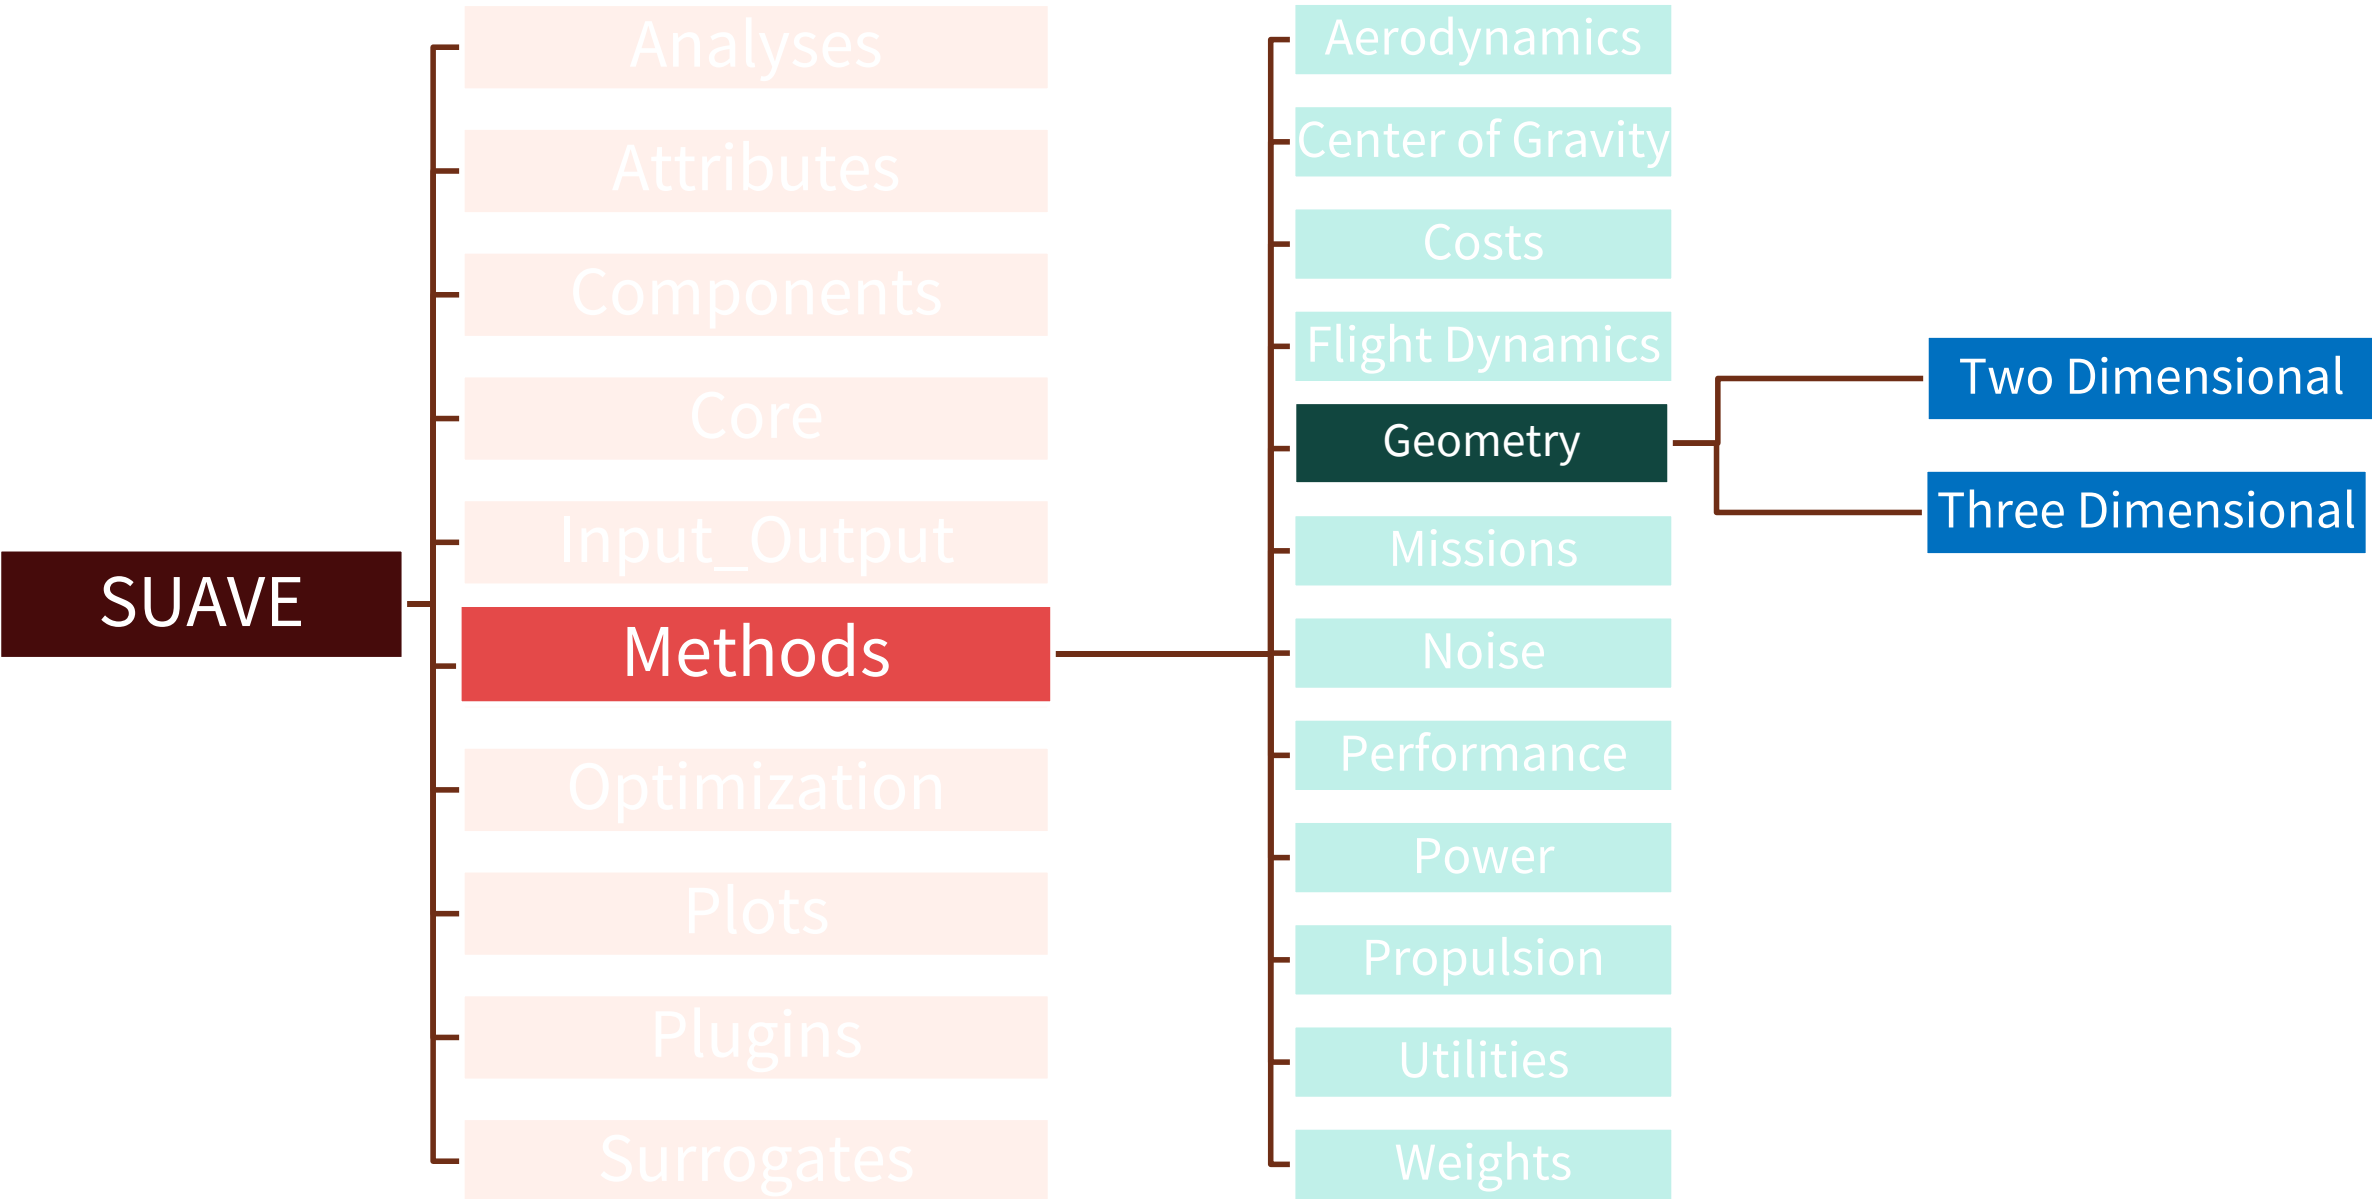 SUAVE
Analyses
Attributes
Components
Core
Input_Output
Methods
Optimization
Plots
Plugins
Surrogates
Aerodynamics
Center of Gravity
Costs
Flight Dynamics
Geometry
Missions
Noise
Performance
Power
Propulsion
Utilities
Weights
Two Dimensional
Three Dimensional